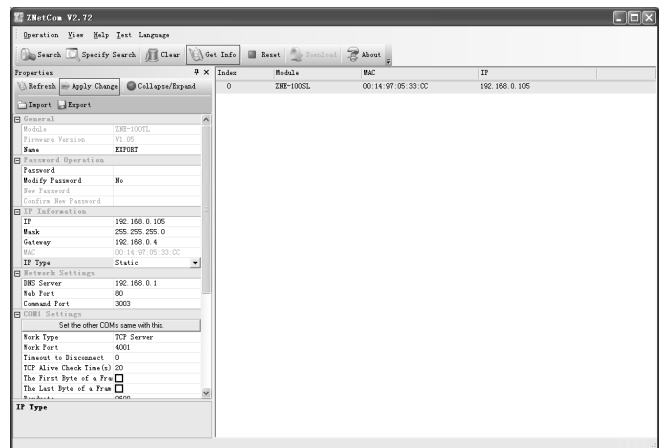 ZNetCom V2.72
Operation View Help Test Language
Search Specify Search Clear Get Info Reset Download About
Properties
Refresh Apply Change Collapse/Expand
Import Export
General
Module ZNE-100TL
Firmware Version V1.05
Name EXPORT
Password Operation
Password
Modify Password No
New Password
Confirm New Password
IP Information
IP 192.168.0.105
Mask 255.255.255.0
Gateway 192.168.0.4
MAC 00:14:97:05:33:CC
IP Type Static
Network Settings
DNS Server 192.168.0.1
Web Port 80
Command Port 3003
COM1 Settings
Set the other COMs same with this.
Work Type TCP Server
Work Port 4001
Timeout to Disconnect 0
TCP Alive Check Time(s) 20
The First Byte of a Fram
The Last Byte of a Fram
IP Type
Index Module MAC IP
0 ZNE-100SL 00:14:97:05:33:CC 192.168.0.105